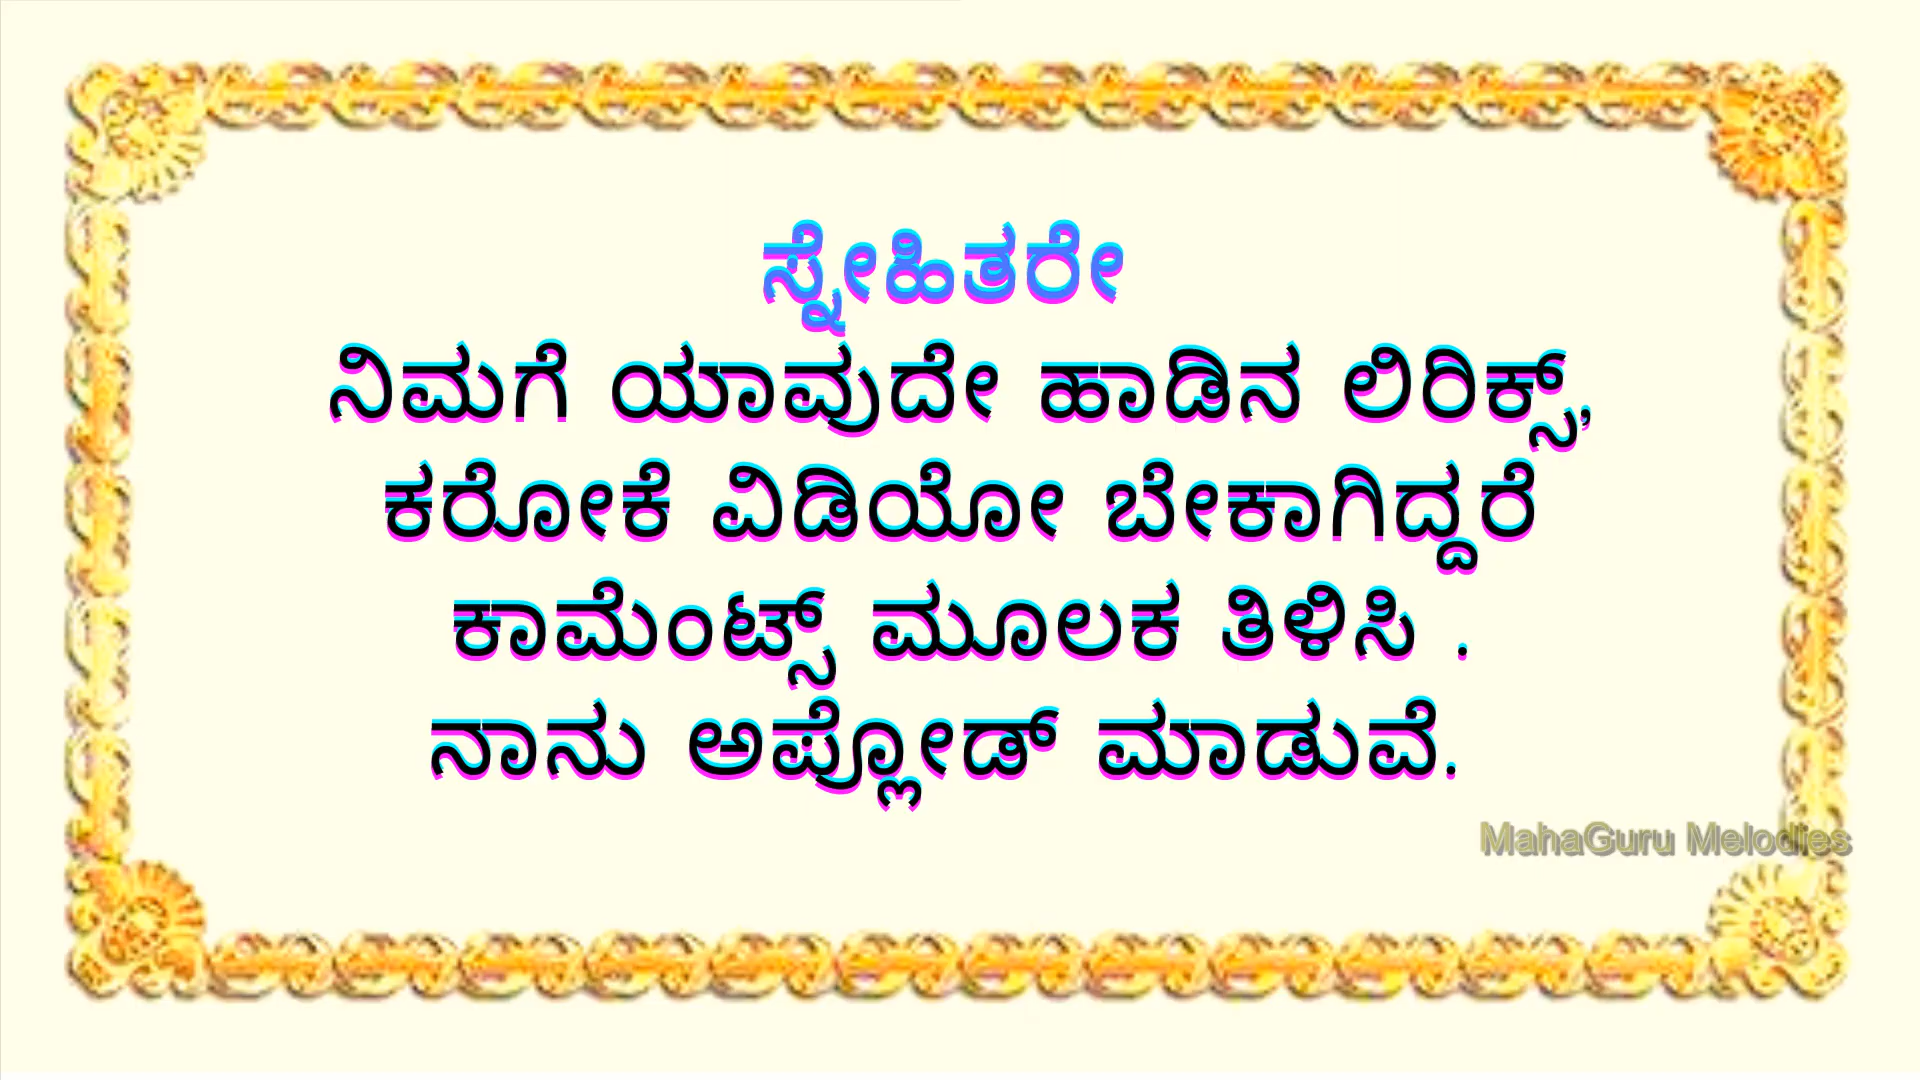 ಸ್ನೇಹಿತರೇ
ನಿಮಗೆ ಯಾವುದೇ ಹಾಡಿನ ಲಿರಿಕ್ಸ್,
ಕರೋಕೆ ವಿಡಿಯೋ ಬೇಕಾಗಿದ್ದರೆ
ಕಾಮೆಂಟ್ಸ್ ಮೂಲಕ ತಿಳಿಸಿ .
ನಾನು ಅಪ್ಲೋಡ್ ಮಾಡುವೆ.
MahaGuru Melodies